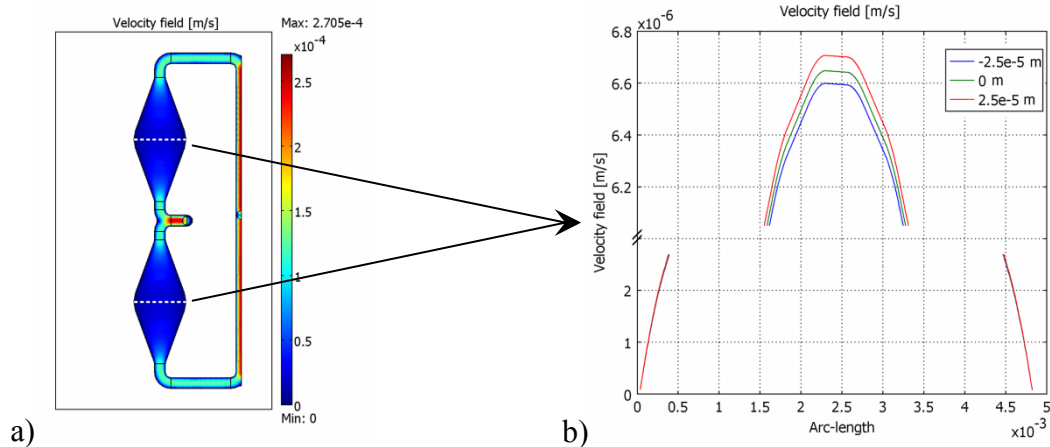 Velocity field [m/s]
Max: 2.705e-4
×10⁻⁴
2.5
2
1.5
1
0.5
0
Min: 0
a)
Velocity field [m/s]
×10⁻⁶
6.8
6.6
6.4
6.2
2
1
0
Velocity field [m/s]
-2.5e-5 m
0 m
2.5e-5 m
0 0.5 1 1.5 2 2.5 3 3.5 4 4.5 5
Arc-length
×10⁻³
b)